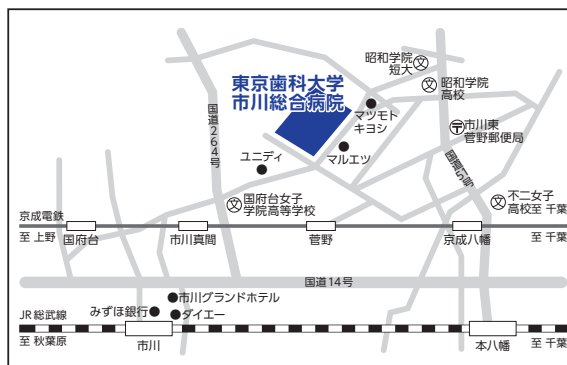 昭和学院
短大
昭和学院
高校
東京歯科大学
市川総合病院
マツモト
キヨシ
国道264号
市川東
菅野郵便局
ユニディ
マルエツ
国府台女子
学院高等学校
不二女子
高校
至 千葉
京成電鉄
至 上野
国府台
市川真間
菅野
京成八幡
至 千葉
国道14号
市川グランドホテル
みずほ銀行
ダイエー
JR総武線
至 秋葉原
市川
本八幡
至 千葉